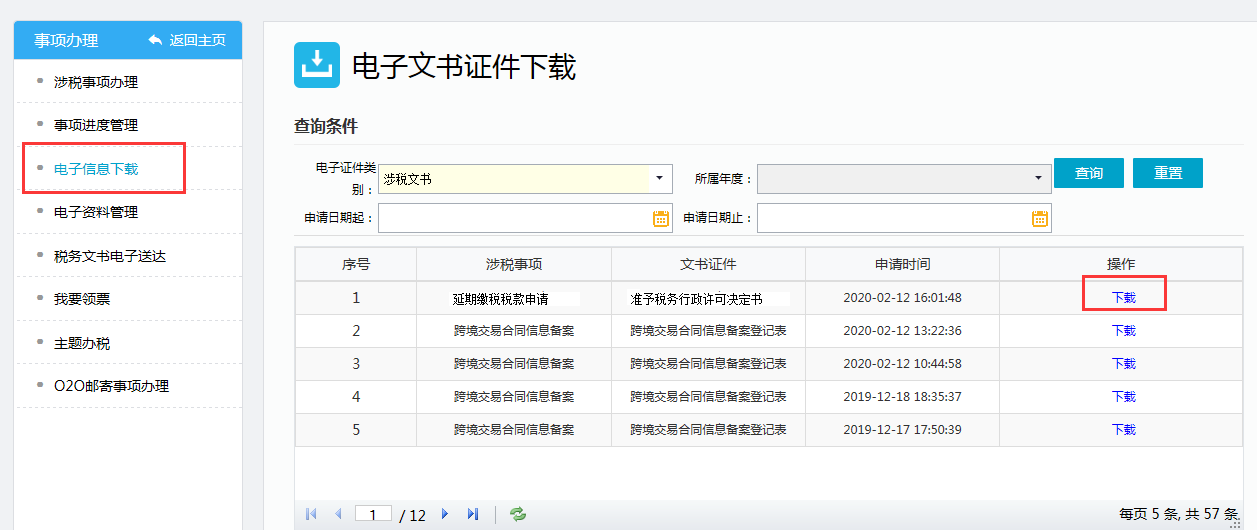 事项办理 返回主页
涉税事项办理
事项进度管理
电子信息下载
电子资料管理
税务文书电子送达
我要领票
主题办税
O2O邮寄事项办理
电子文书证件下载
查询条件
电子证件类别： 涉税文书 所属年度： 查询 重置
申请日期起： 申请日期止：
序号 涉税事项 文书证件 申请时间 操作
1 延期缴税税款申请 准予税务行政许可决定书 2020-02-12 16:01:48 下载
2 跨境交易合同信息备案 跨境交易合同信息备案登记表 2020-02-12 13:22:36 下载
3 跨境交易合同信息备案 跨境交易合同信息备案登记表 2020-02-12 10:44:58 下载
4 跨境交易合同信息备案 跨境交易合同信息备案登记表 2019-12-18 18:35:37 下载
5 跨境交易合同信息备案 跨境交易合同信息备案登记表 2019-12-17 17:50:39 下载
1 / 12 每页 5 条, 共 57 条